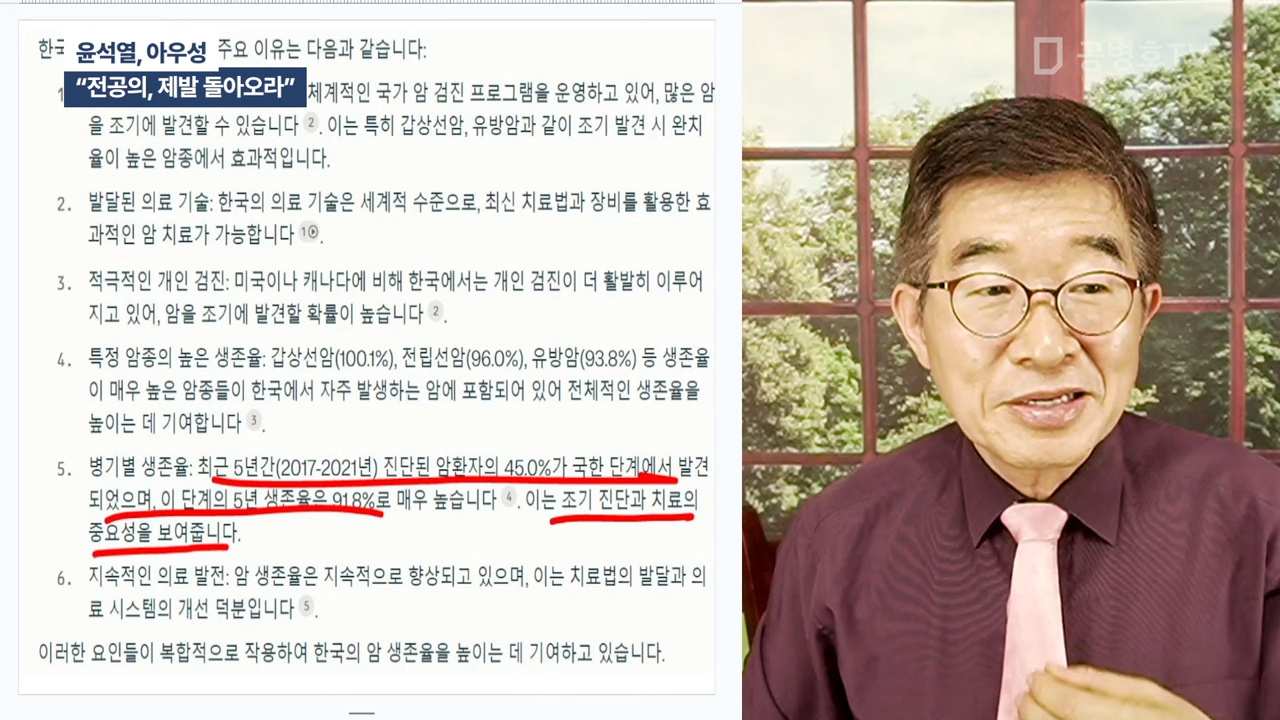 한국
윤석열, 아우성
주요 이유는 다음과 같습니다:
“전공의, 제발 돌아오라”
1
체계적인 국가 암 검진 프로그램을 운영하고 있어, 많은 암
을 조기에 발견할 수 있습니다 2. 이는 특히 갑상선암, 유방암과 같이 조기 발견 시 완치
율이 높은 암종에서 효과적입니다.
2. 발달된 의료 기술: 한국의 의료 기술은 세계적 수준으로, 최신 치료법과 장비를 활용한 효
과적인 암 치료가 가능합니다 1.
3. 적극적인 개인 검진: 미국이나 캐나다에 비해 한국에서는 개인 검진이 더 활발히 이루어
지고 있어, 암을 조기에 발견할 확률이 높습니다 2.
4. 특정 암종의 높은 생존율: 갑상선암(100.1%), 전립선암(96.0%), 유방암(93.8%) 등 생존율
이 매우 높은 암종들이 한국에서 자주 발생하는 암에 포함되어 있어 전체적인 생존율을
높이는 데 기여합니다 3.
5. 병기별 생존율: 최근 5년간(2017-2021년) 진단된 암환자의 45.0%가 국한 단계에서 발견
되었으며, 이 단계의 5년 생존율은 91.8%로 매우 높습니다 4. 이는 조기 진단과 치료의
중요성을 보여줍니다.
6. 지속적인 의료 발전: 암 생존율은 지속적으로 향상되고 있으며, 이는 치료법의 발달과 의
료 시스템의 개선 덕분입니다 5.
이러한 요인들이 복합적으로 작용하여 한국의 암 생존율을 높이는 데 기여하고 있습니다.
공병호TV